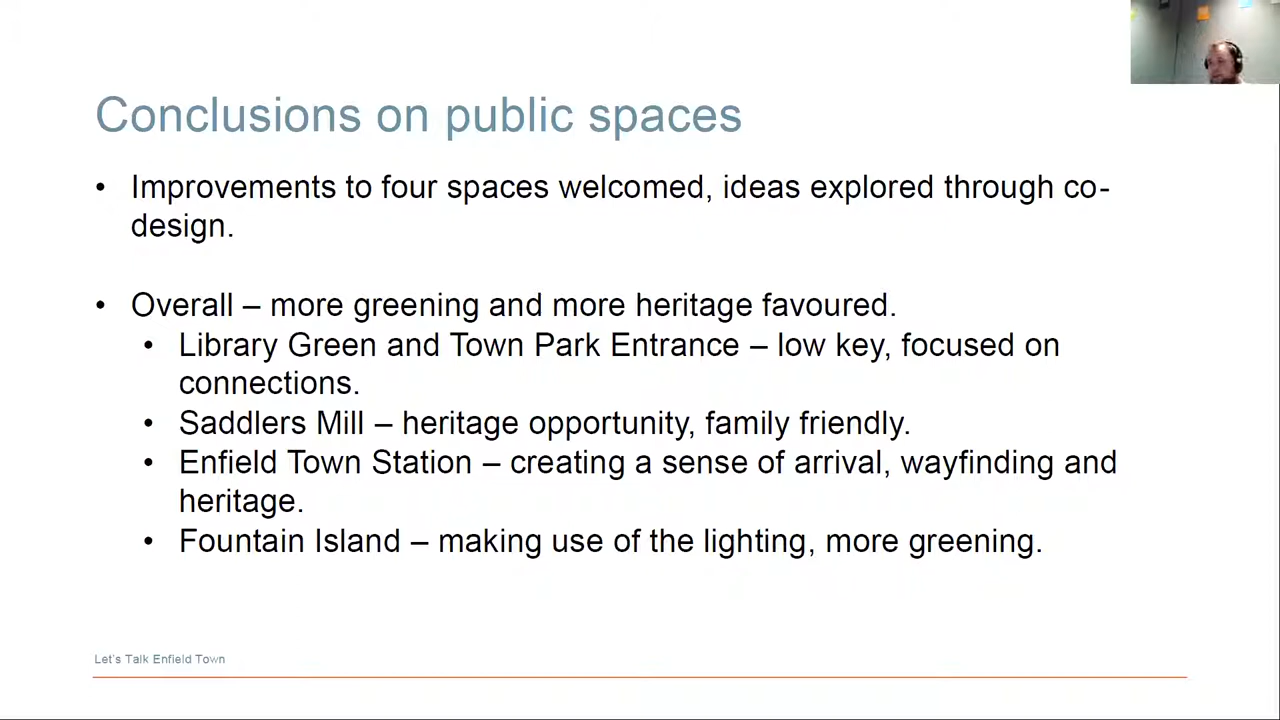 Conclusions on public spaces
• Improvements to four spaces welcomed, ideas explored through co-
design.
• Overall – more greening and more heritage favoured.
• Library Green and Town Park Entrance – low key, focused on
connections.
• Saddlers Mill – heritage opportunity, family friendly.
• Enfield Town Station – creating a sense of arrival, wayfinding and
heritage.
• Fountain Island – making use of the lighting, more greening.
Let's Talk Enfield Town